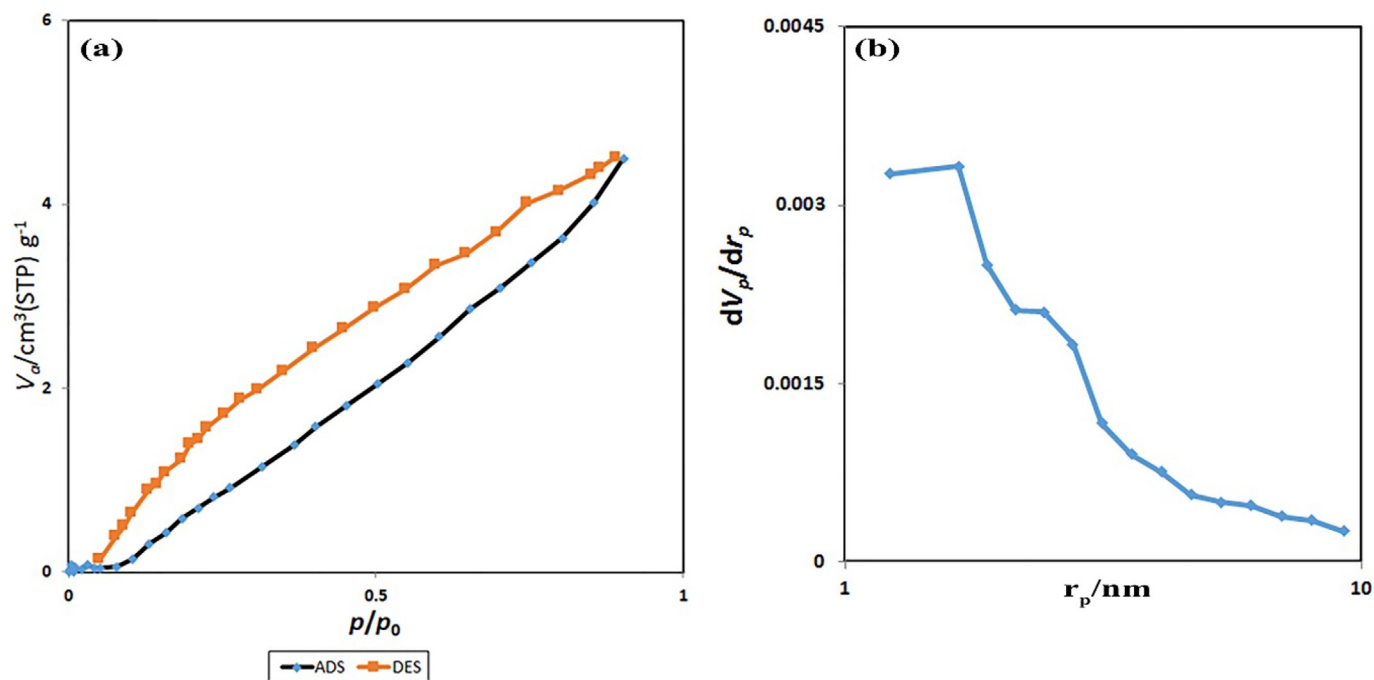 (a)
6
4
2
0
Vₐ/cm³(STP) g⁻¹
0 0.5 1
p/p₀
ADS DES
(b)
0.0045
0.003
0.0015
0
dVₚ/drₚ
1 10
rₚ/nm